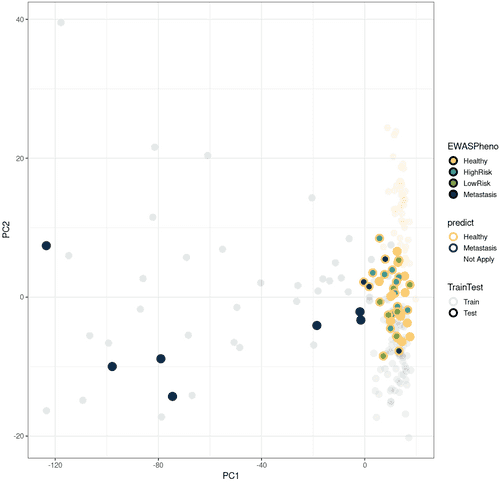 40
20
0
-20
PC2
-120
-80
-40
0
PC1
EWASPheno
Healthy
HighRisk
LowRisk
Metastasis
predict
Healthy
Metastasis
Not Apply
TrainTest
Train
Test